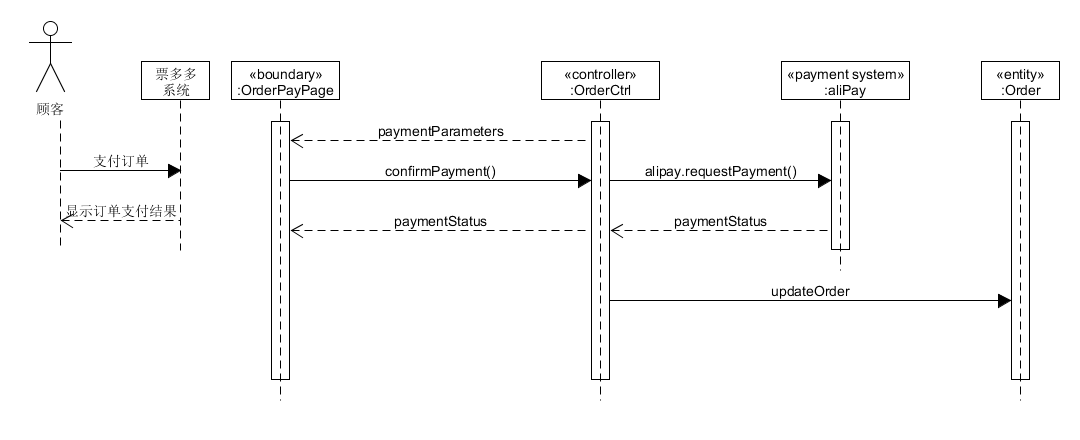 顾客
票多多
系统
«boundary»
:OrderPayPage
«controller»
:OrderCtrl
«payment system»
:aliPay
«entity»
:Order
paymentParameters
支付订单
confirmPayment()
alipay.requestPayment()
显示订单支付结果
paymentStatus
paymentStatus
updateOrder